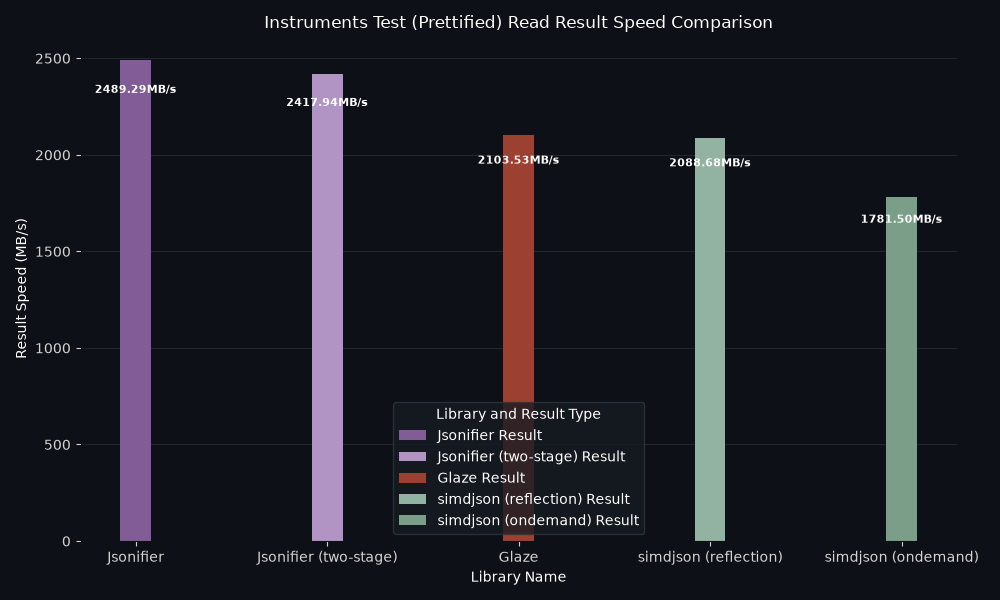 Instruments Test (Prettified) Read Result Speed Comparison
Result Speed (MB/s)
2500
2000
1500
1000
500
0
2489.29MB/s
2417.94MB/s
2103.53MB/s
2088.68MB/s
1781.50MB/s
Library and Result Type
Jsonifier Result
Jsonifier (two-stage) Result
Glaze Result
simdjson (reflection) Result
simdjson (ondemand) Result
Jsonifier
Jsonifier (two-stage)
Glaze
simdjson (reflection)
simdjson (ondemand)
Library Name